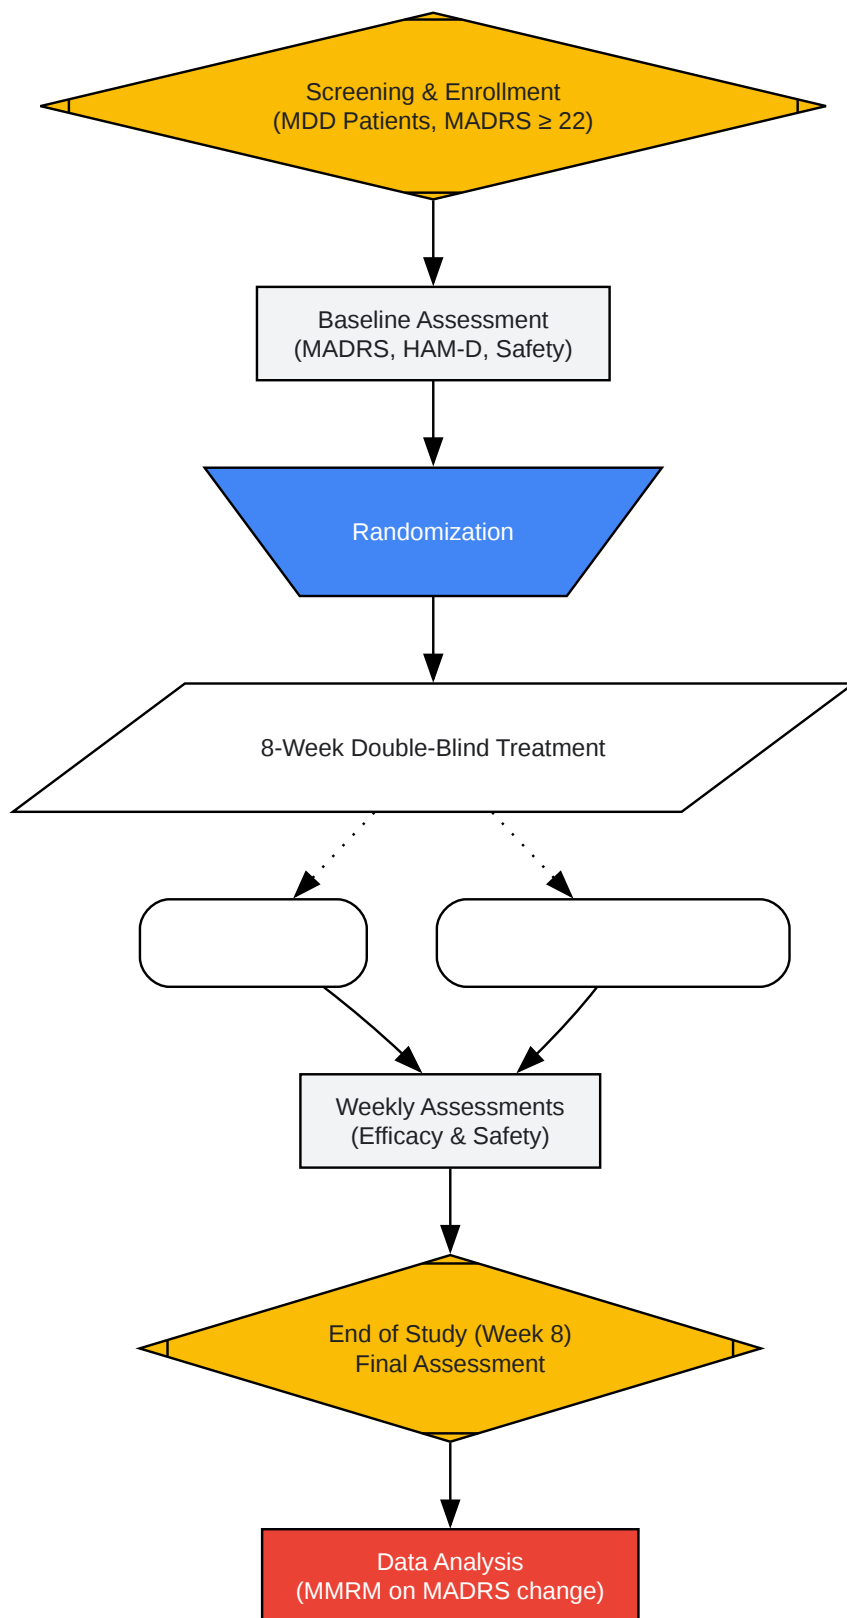 Screening & Enrollment
(MDD Patients, MADRS ≥ 22)
Baseline Assessment
(MADRS, HAM-D, Safety)
Randomization
8-Week Double-Blind Treatment
Weekly Assessments
(Efficacy & Safety)
End of Study (Week 8)
Final Assessment
Data Analysis
(MMRM on MADRS change)